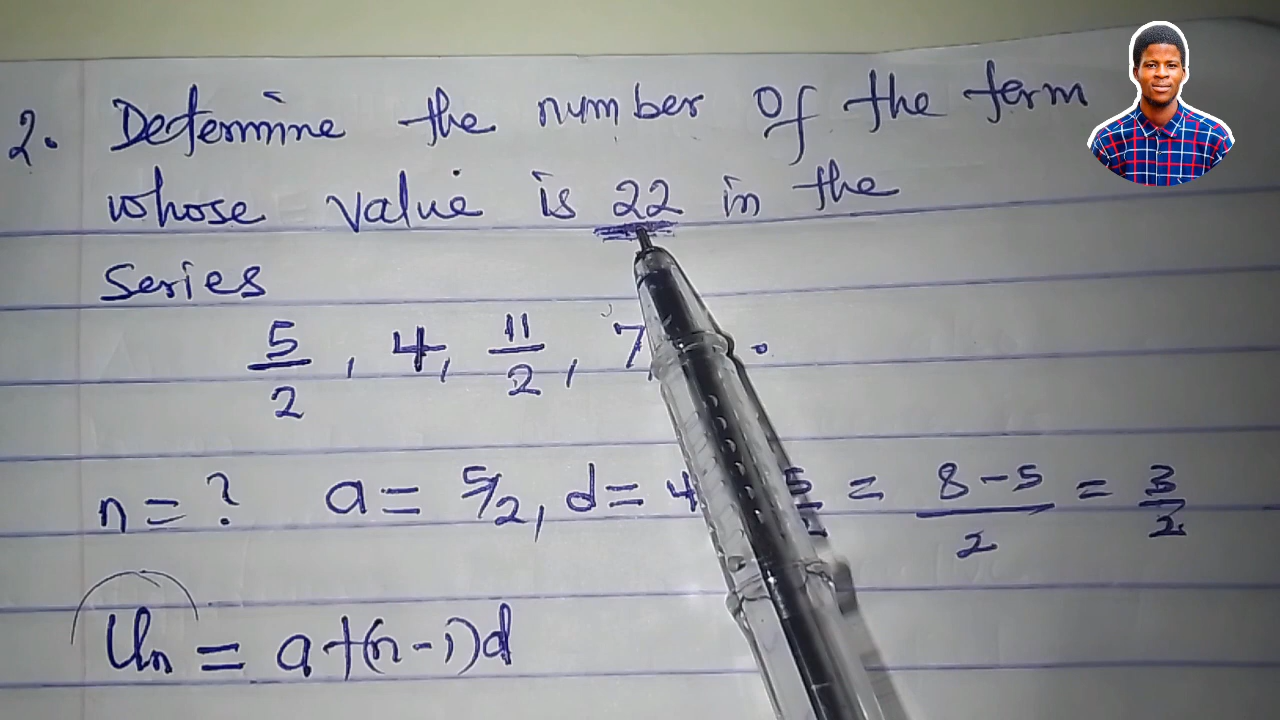 2. Determine the number of the term
whose value is 22 in the
series
5/2, 4, 11/2, 7, .
n = ? a = 5/2, d = 4 5/2 = 8-5/2 = 3/2
Un = a+(n-1)d